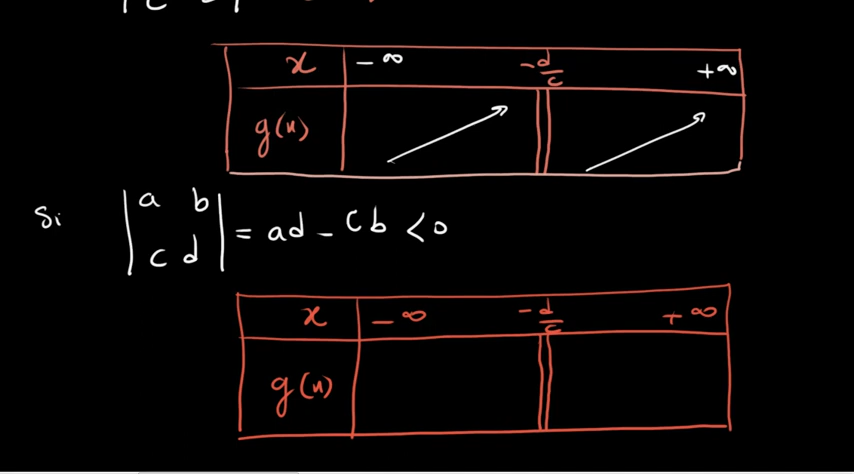 x -∞ -d/c +∞
g(x)
Si |a b
c d| = ad - cb < 0
x -∞ -d/c +∞
g(x)